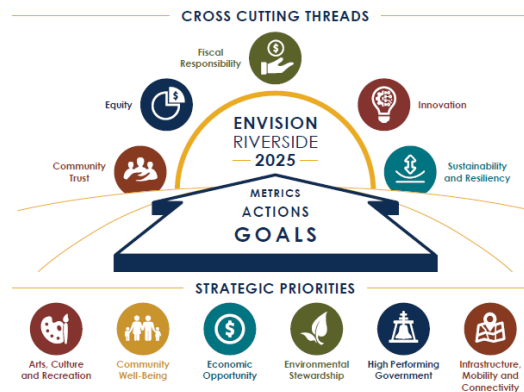 CROSS CUTTING THREADS
Fiscal
Responsibility
$
Equity
$
Innovation
ENVISION
RIVERSIDE
2025
Community
Trust
Sustainability
and Resiliency
METRICS
ACTIONS
GOALS
STRATEGIC PRIORITIES
$
Arts, Culture
and Recreation
Community
Well-Being
Economic
Opportunity
Environmental
Stewardship
High Performing
Government
Infrastructure,
Mobility and
Connectivity